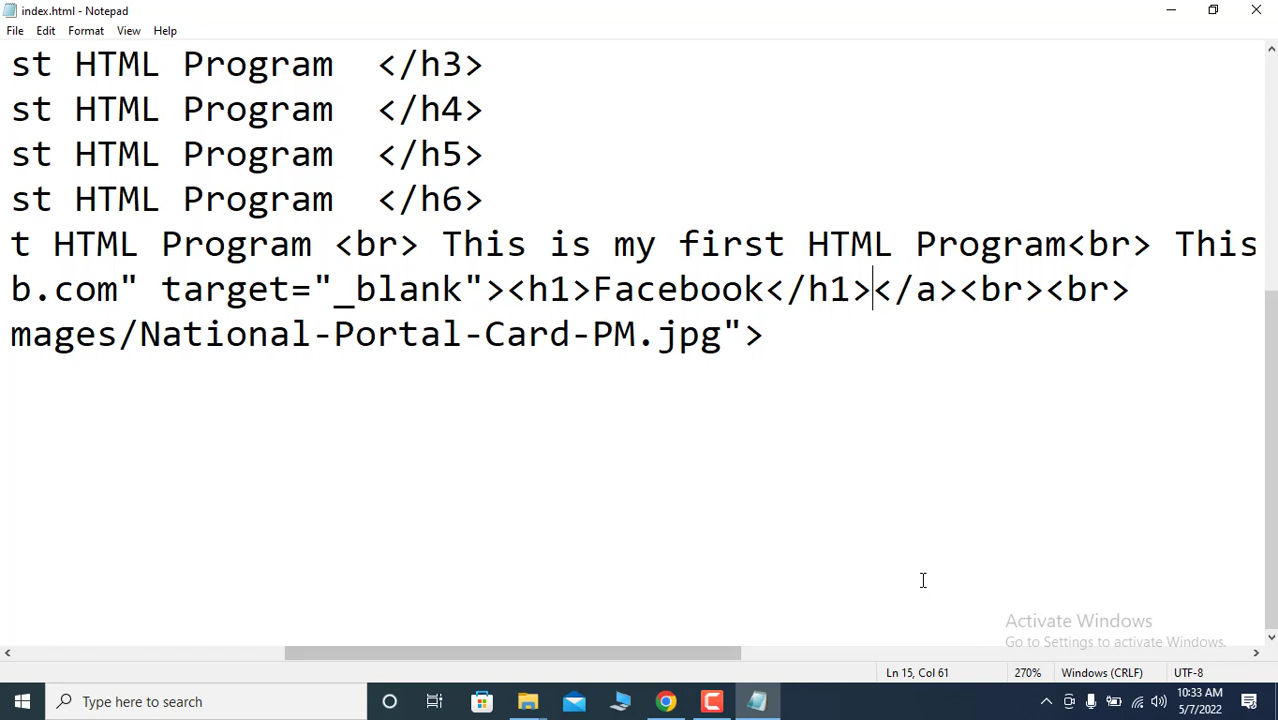 index.html - Notepad
File Edit Format View Help
st HTML Program </h3>
st HTML Program </h4>
st HTML Program </h5>
st HTML Program </h6>
t HTML Program <br> This is my first HTML Program<br> This
b.com" target="_blank"><h1>Facebook</h1></a><br><br>
mages/National-Portal-Card-PM.jpg">
Activate Windows
Go to Settings to activate Windows.
Ln 15, Col 61 270% Windows (CRLF) UTF-8
Type here to search
10:33 AM
5/7/2022